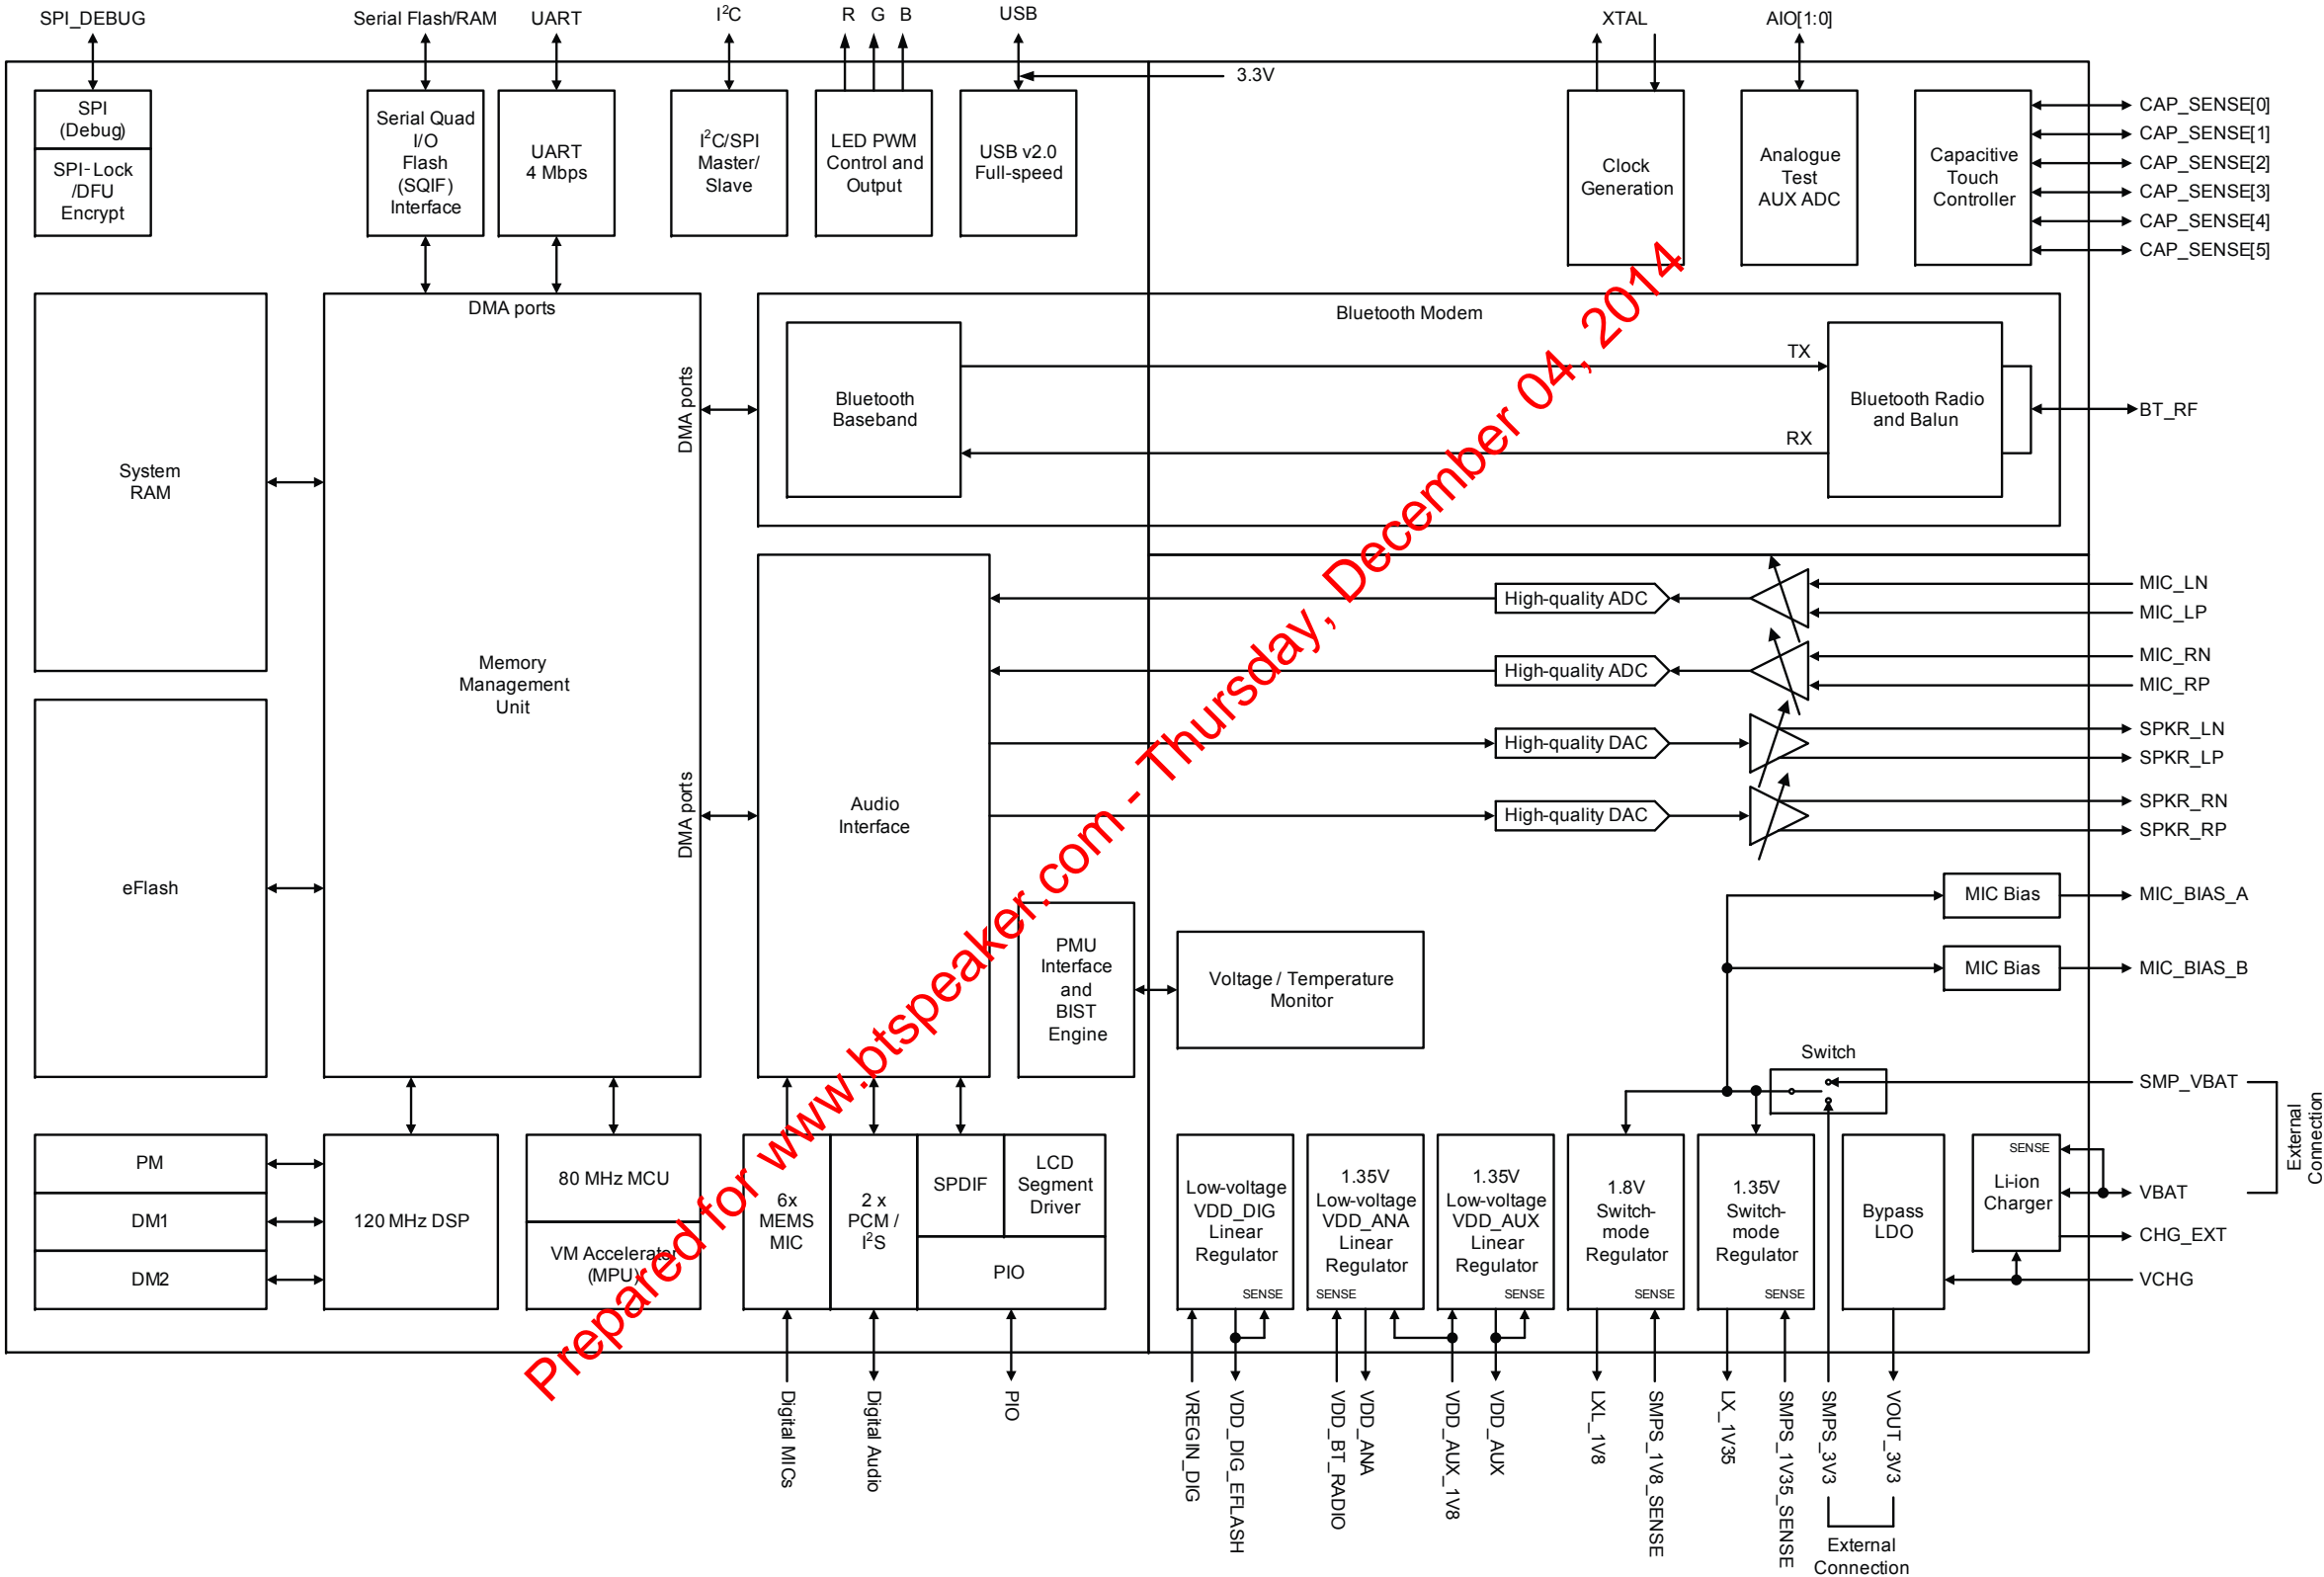 SPI_DEBUG
Serial Flash/RAM
UART
I²C
R G B
USB
XTAL
AIO[1:0]
3.3V
SPI
(Debug)
SPI-Lock
/DFU
Encrypt
Serial Quad
I/O
Flash
(SQIF)
Interface
UART
4 Mbps
I²C/SPI
Master/
Slave
LED PWM
Control and
Output
USB v2.0
Full-speed
Clock
Generation
Analogue
Test
AUX ADC
Capacitive
Touch
Controller
CAP_SENSE[0]
CAP_SENSE[1]
CAP_SENSE[2]
CAP_SENSE[3]
CAP_SENSE[4]
CAP_SENSE[5]
System
RAM
eFlash
DMA ports
Memory
Management
Unit
DMA ports
DMA ports
Bluetooth Modem
Bluetooth
Baseband
TX
RX
Bluetooth Radio
and Balun
BT_RF
Audio
Interface
High-quality ADC
High-quality ADC
High-quality DAC
High-quality DAC
MIC_LN
MIC_LP
MIC_RN
MIC_RP
SPKR_LN
SPKR_LP
SPKR_RN
SPKR_RP
MIC Bias
MIC_BIAS_A
MIC Bias
MIC_BIAS_B
PMU
Interface
and
BIST
Engine
Voltage / Temperature
Monitor
Switch
SMP_VBAT
External
Connection
PM
DM1
DM2
120 MHz DSP
80 MHz MCU
VM Accelerator
(MPU)
6x
MEMS
MIC
2 x
PCM /
I²S
SPDIF
LCD
Segment
Driver
PIO
Low-voltage
VDD_DIG
Linear
Regulator
SENSE
1.35V
Low-voltage
VDD_ANA
Linear
Regulator
SENSE
1.35V
Low-voltage
VDD_AUX
Linear
Regulator
SENSE
1.8V
Switch-
mode
Regulator
SENSE
1.35V
Switch-
mode
Regulator
SENSE
Bypass
LDO
SENSE
Li-ion
Charger
VBAT
CHG_EXT
VCHG
Digital MICs
Digital Audio
PIO
VREGIN_DIG
VDD_DIG_EFLASH
VDD_BT_RADIO
VDD_ANA
VDD_AUX_1V8
VDD_AUX
LXL_1V8
SMPS_1V8_SENSE
LX_1V35
SMPS_1V35_SENSE
SMPS_3V3
VOUT_3V3
External
Connection
Prepared for www.btspeaker.com - Thursday, December 04, 2014